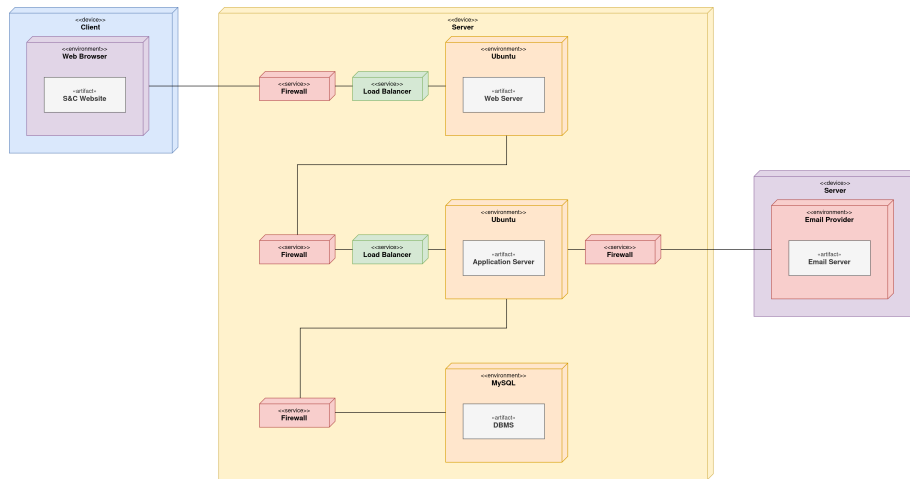 <<device>>
Client
<<environment>>
Web Browser
«artifact»
S&C Website
<<device>>
Server
<<service>>
Firewall
<<service>>
Load Balancer
<<environment>>
Ubuntu
«artifact»
Web Server
<<service>>
Firewall
<<service>>
Load Balancer
<<environment>>
Ubuntu
«artifact»
Application Server
<<service>>
Firewall
<<device>>
Server
<<environment>>
Email Provider
«artifact»
Email Server
<<service>>
Firewall
<<environment>>
MySQL
«artifact»
DBMS